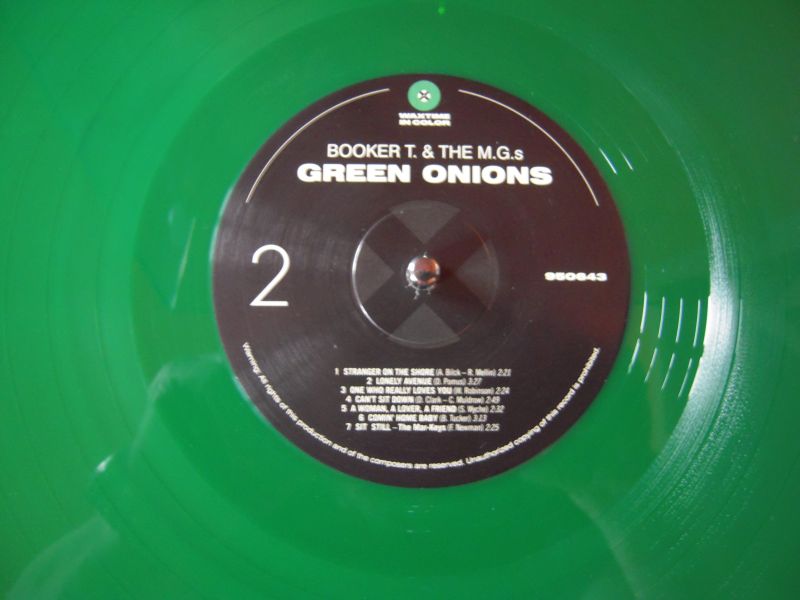 WAXTIME
IN COLOR
BOOKER T. & THE M.G.s
GREEN ONIONS
2
950643
1 STRANGER ON THE SHORE (A. Bilck – R. Mellin) 2:21
2 LONELY AVENUE (D. Pomus) 3:27
3 ONE WHO REALLY LOVES YOU (W. Robinson) 2:24
4 CAN'T SIT DOWN (D. Clark – C. Muldrow) 2:49
5 A WOMAN, A LOVER, A FRIEND (S. Wyche) 2:32
6 COMIN' HOME BABY (B. Tucker) 3:13
7 SIT STILL – The Mar-Keys (F. Newman) 2:25
Warning: All rights of this production and of the composers are reserved. Unauthorized copying of this record is prohibited.